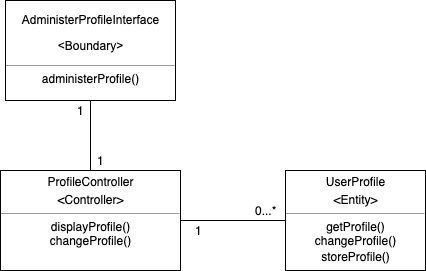 AdministerProfileInterface
<Boundary>
administerProfile()
1
1
ProfileController
<Controller>
displayProfile()
changeProfile()
1
0...*
UserProfile
<Entity>
getProfile()
changeProfile()
storeProfile()